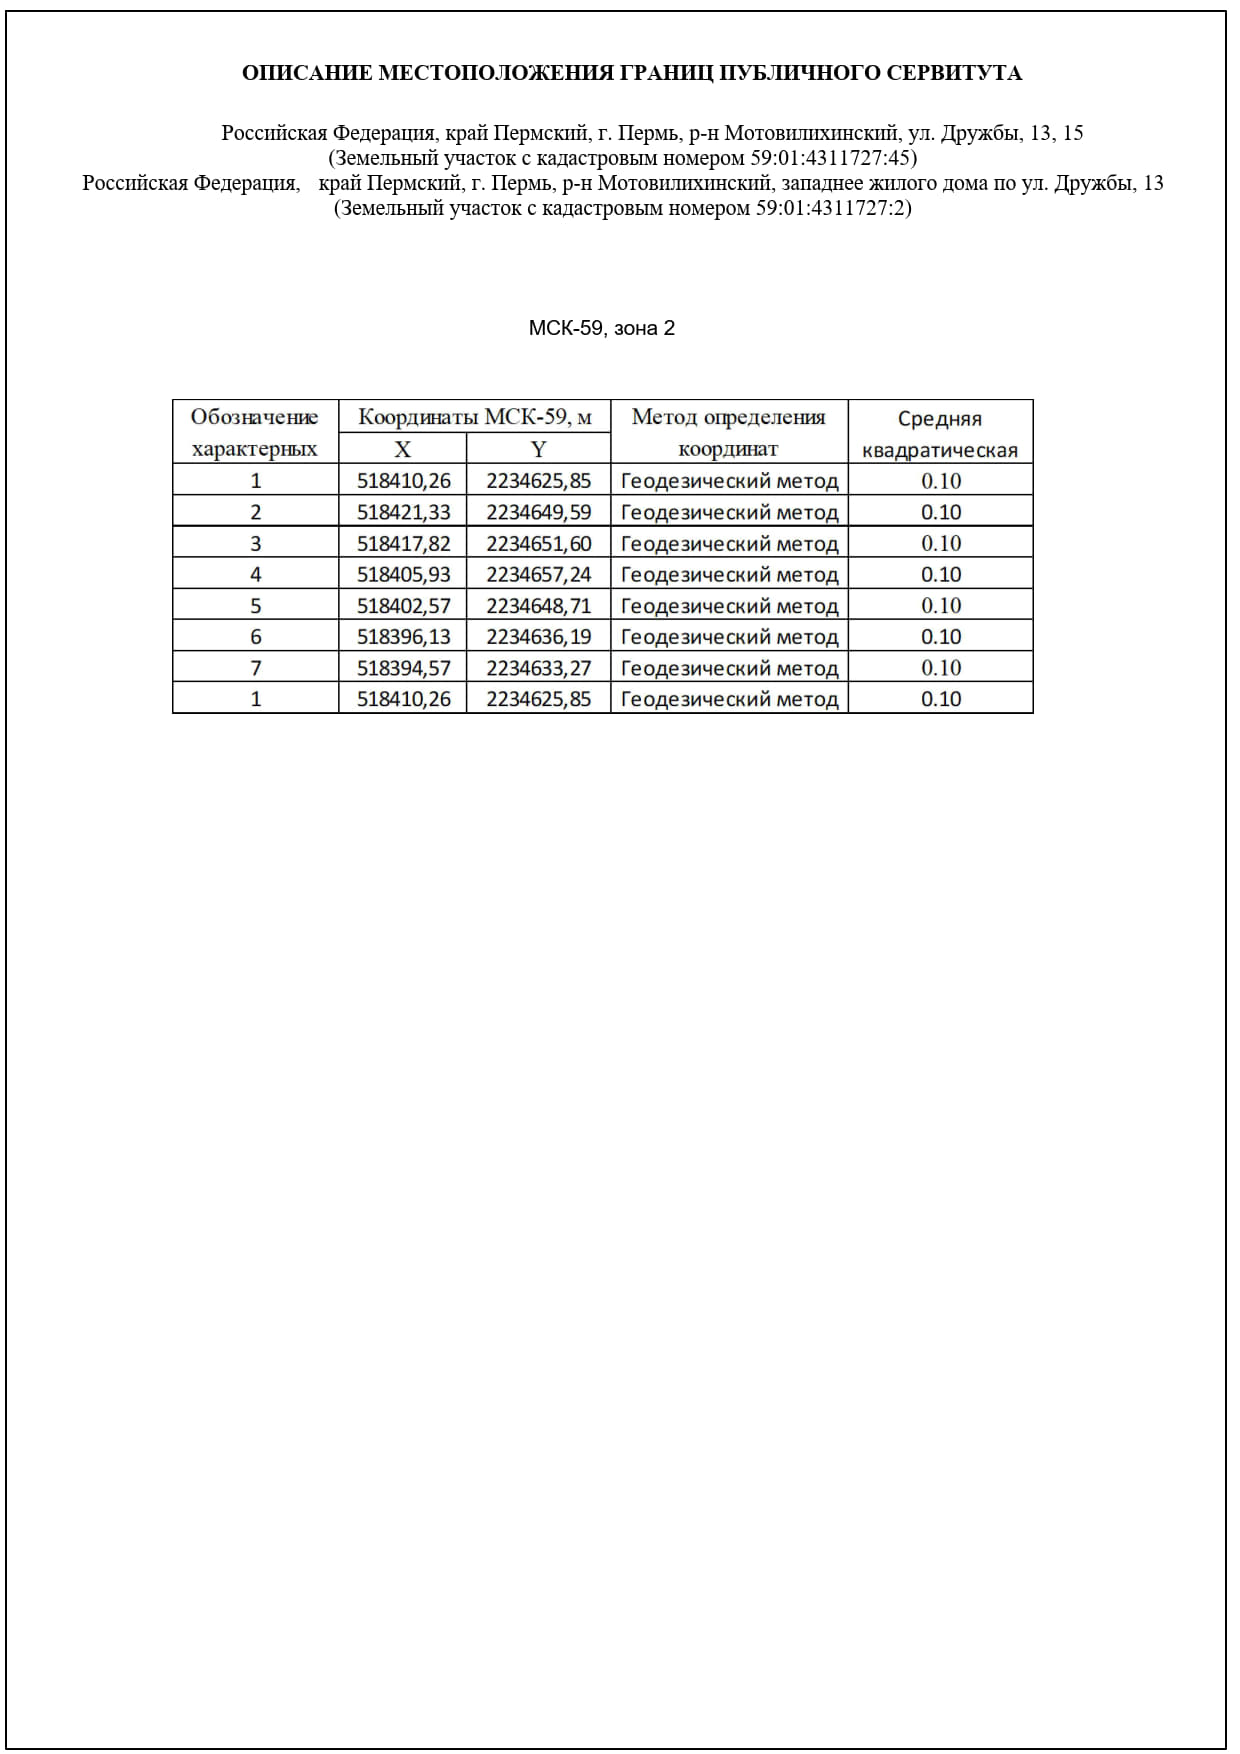 ОПИСАНИЕ МЕСТОПОЛОЖЕНИЯ ГРАНИЦ ПУБЛИЧНОГО СЕРВИТУТА
Российская Федерация, край Пермский, г. Пермь, р-н Мотовилихинский, ул. Дружбы, 13, 15
(Земельный участок с кадастровым номером 59:01:4311727:45)
Российская Федерация, край Пермский, г. Пермь, р-н Мотовилихинский, западнее жилого дома по ул. Дружбы, 13
(Земельный участок с кадастровым номером 59:01:4311727:2)
МСК-59, зона 2
Обозначение характерных Координаты МСК-59, м Метод определения координат Средняя квадратическая
X Y
1 518410,26 2234625,85 Геодезический метод 0.10
2 518421,33 2234649,59 Геодезический метод 0.10
3 518417,82 2234651,60 Геодезический метод 0.10
4 518405,93 2234657,24 Геодезический метод 0.10
5 518402,57 2234648,71 Геодезический метод 0.10
6 518396,13 2234636,19 Геодезический метод 0.10
7 518394,57 2234633,27 Геодезический метод 0.10
1 518410,26 2234625,85 Геодезический метод 0.10